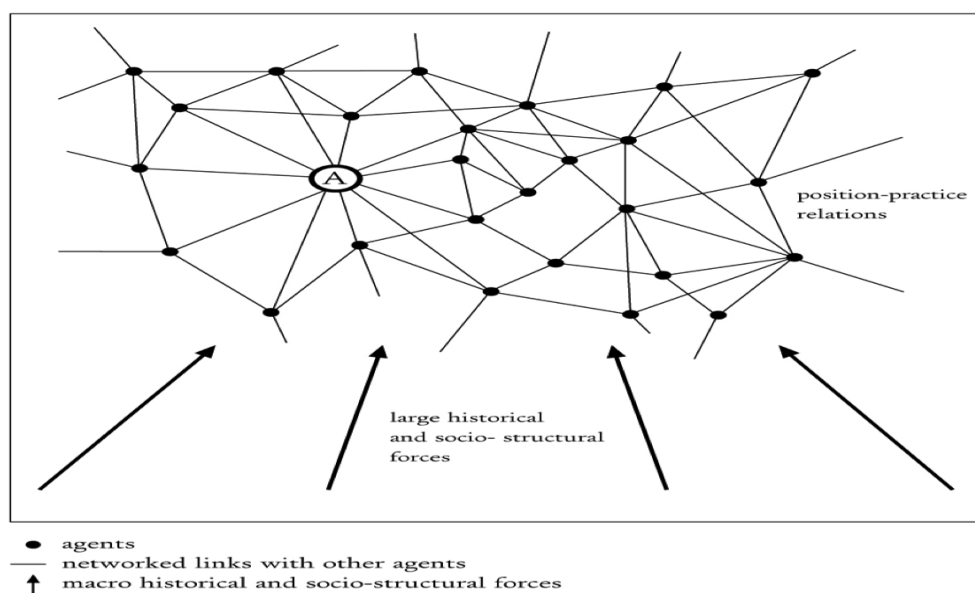 A
position-practice
relations
large historical
and socio- structural
forces
agents
networked links with other agents
macro historical and socio-structural forces